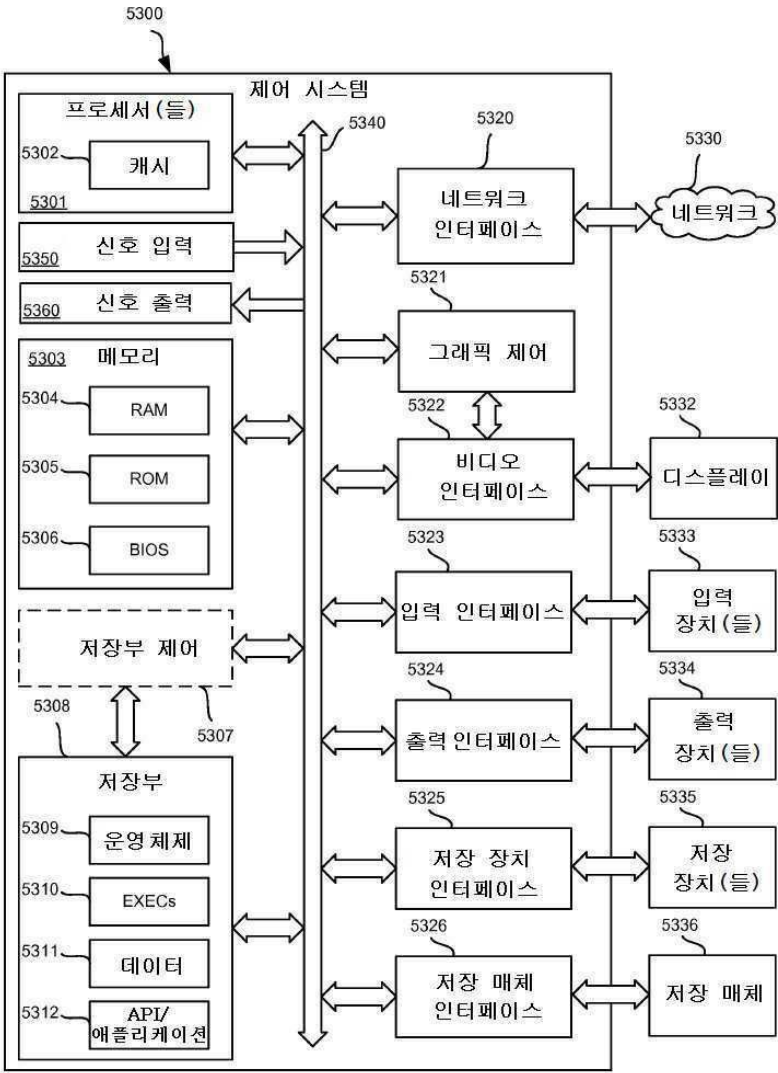 5300
제어 시스템
프로세서(들)
5302
캐시
5301
5340
5320
네트워크
인터페이스
5330
네트워크
5350
신호 입력
5360
신호 출력
5321
그래픽 제어
5303
메모리
5304
RAM
5305
ROM
5306
BIOS
5322
비디오
인터페이스
5332
디스플레이
5323
입력 인터페이스
5333
입력
장치(들)
저장부 제어
5307
5324
출력 인터페이스
5334
출력
장치(들)
5308
저장부
5309
운영체제
5310
EXECs
5311
데이터
5312
API/
애플리케이션
5325
저장 장치
인터페이스
5335
저장
장치(들)
5326
저장 매체
인터페이스
5336
저장 매체